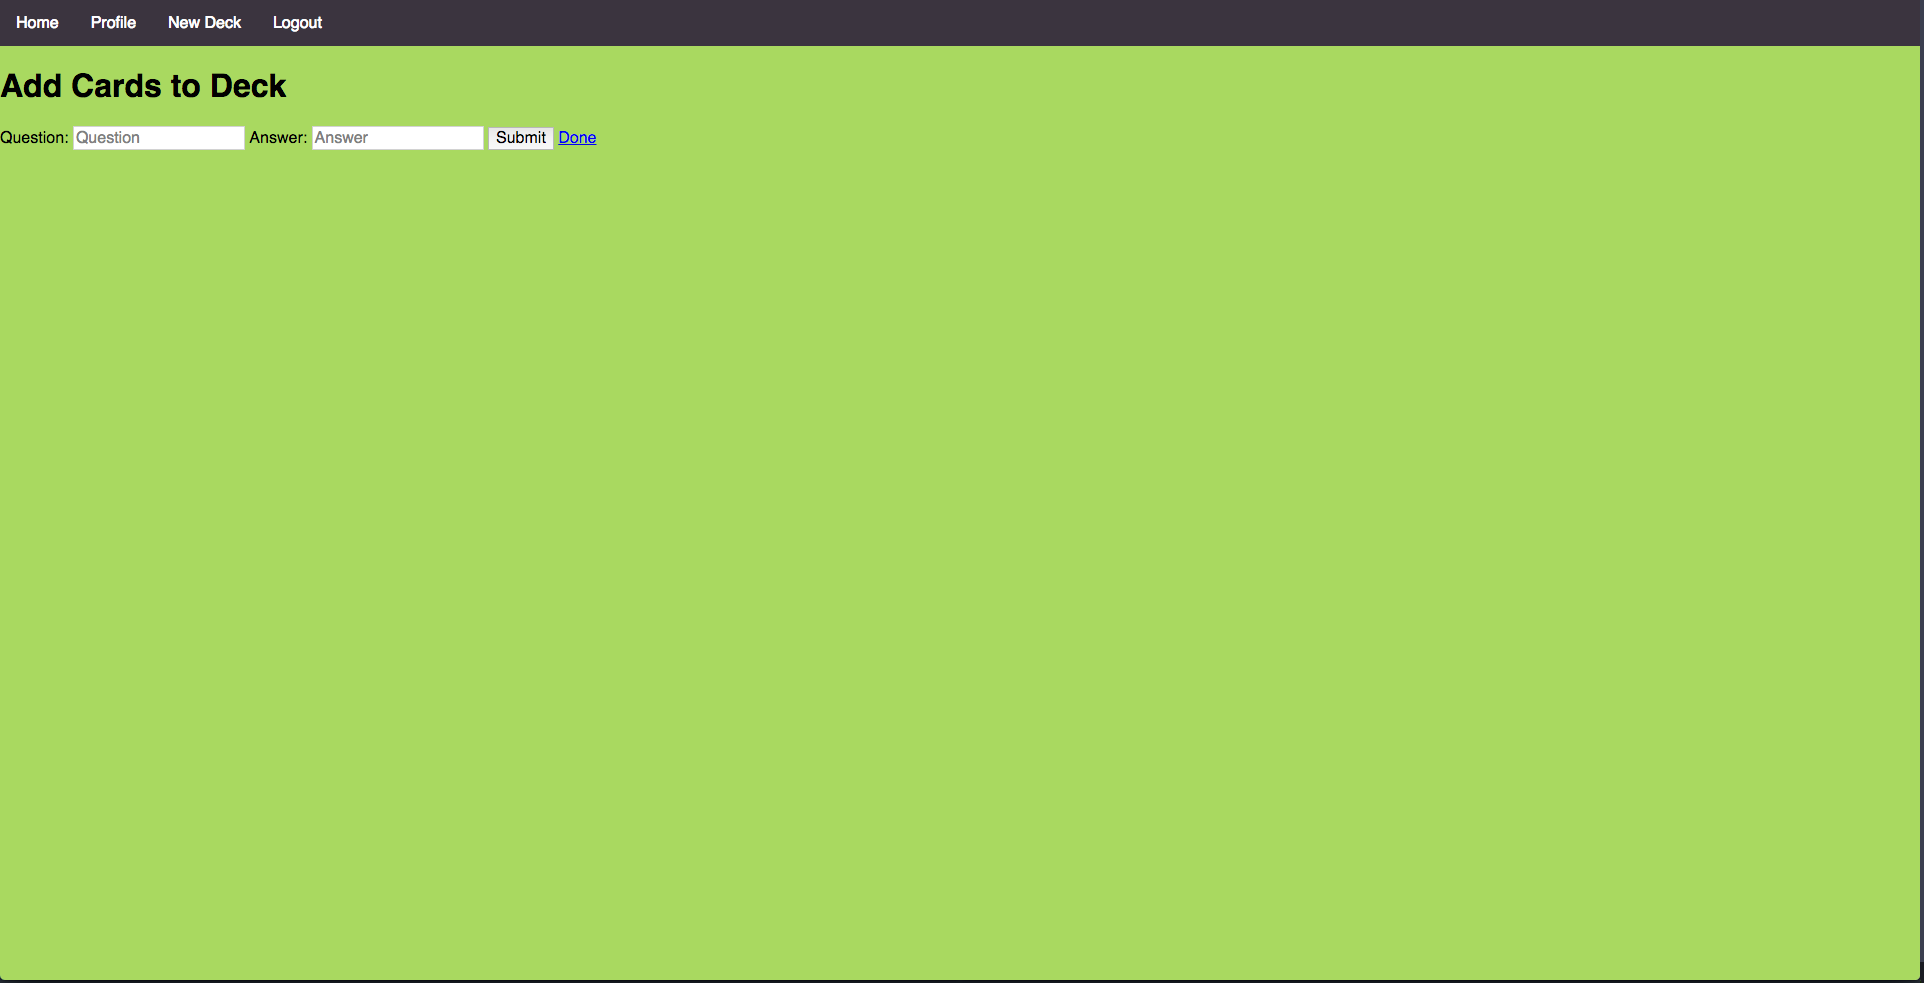 Home Profile New Deck Logout
Add Cards to Deck
Question: Question Answer: Answer Submit Done